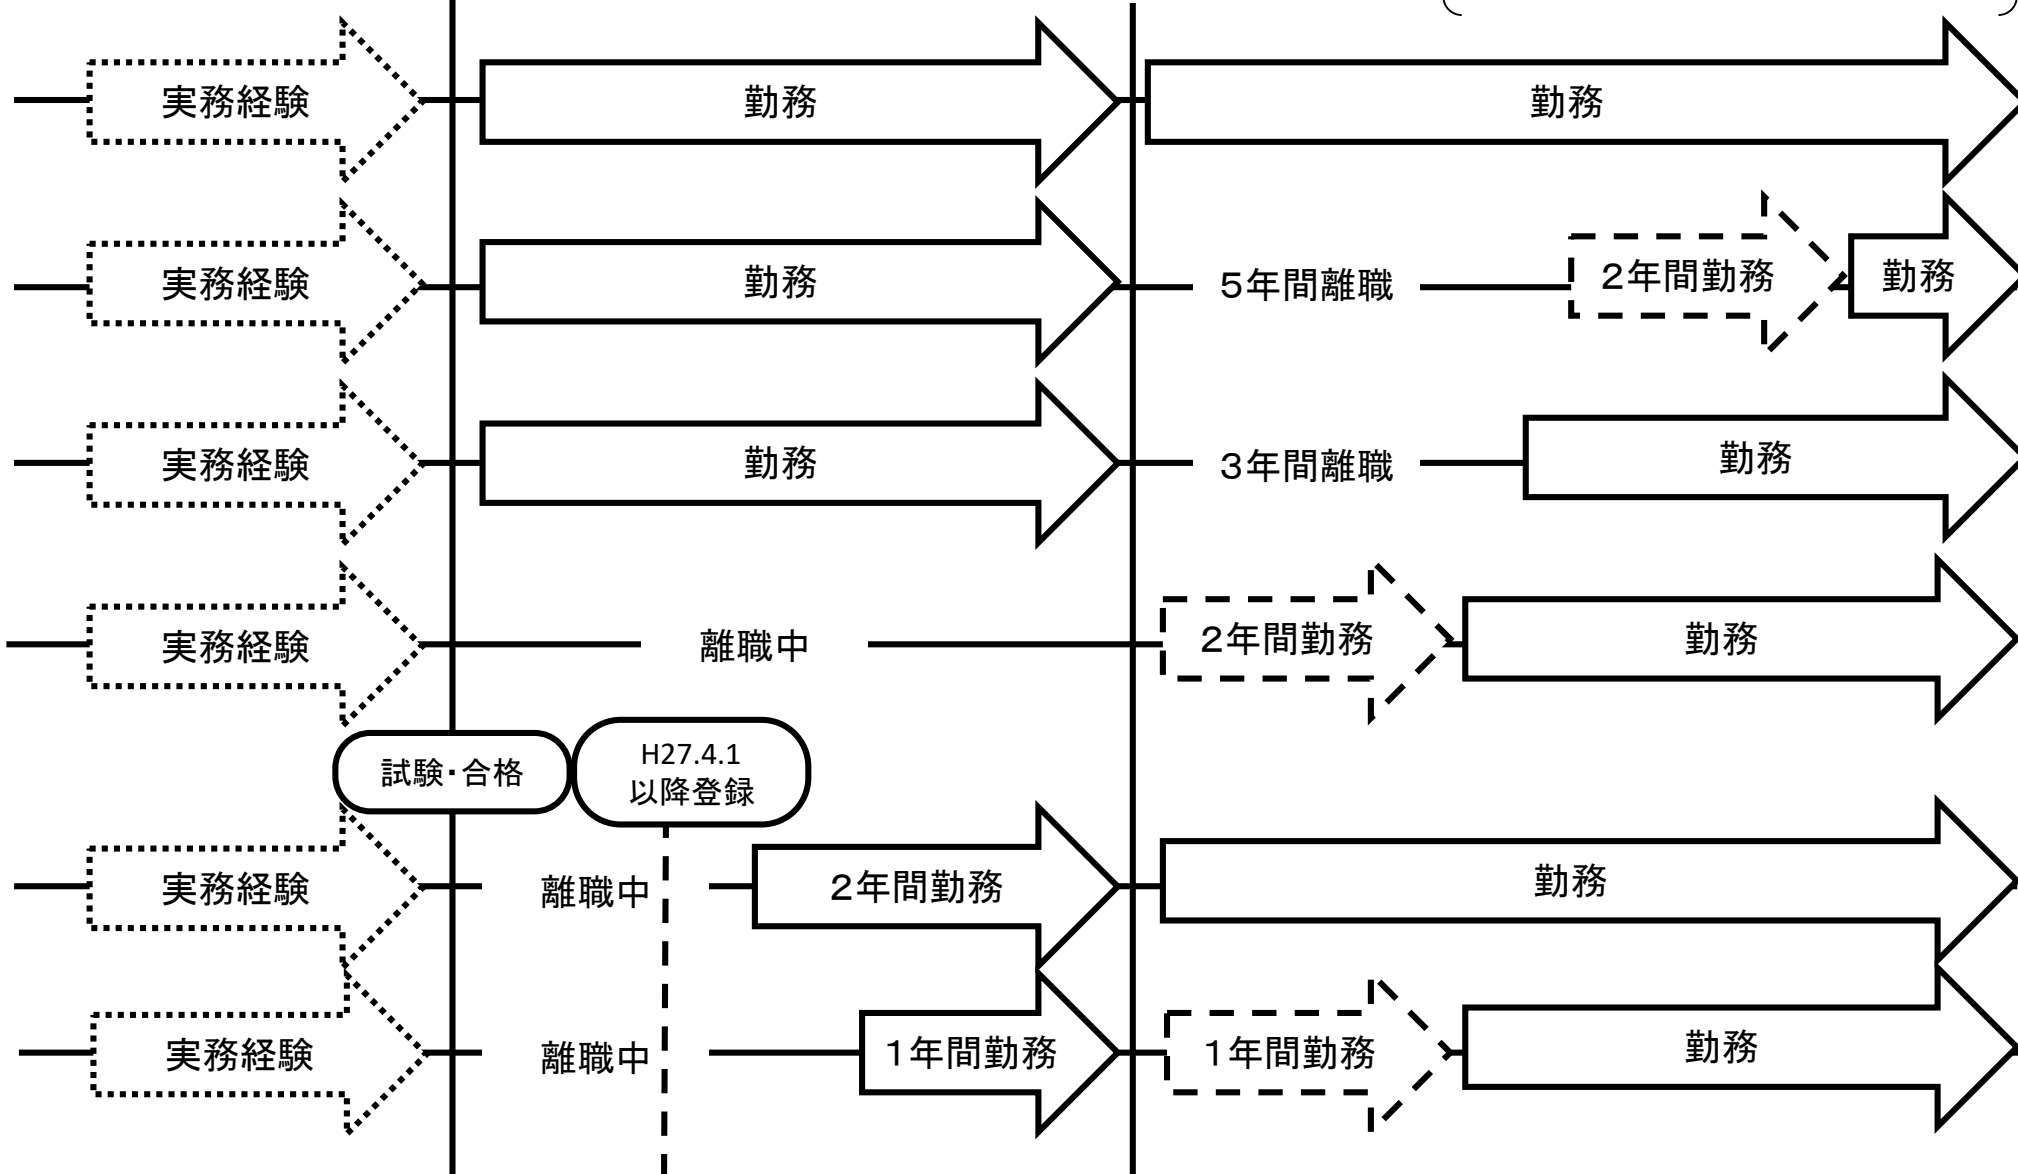 実務経験
勤務
勤務
実務経験
勤務
5年間離職
2年間勤務
勤務
実務経験
勤務
3年間離職
勤務
実務経験
離職中
2年間勤務
勤務
試験・合格
H27.4.1
以降登録
実務経験
離職中
2年間勤務
勤務
実務経験
離職中
1年間勤務
1年間勤務
勤務